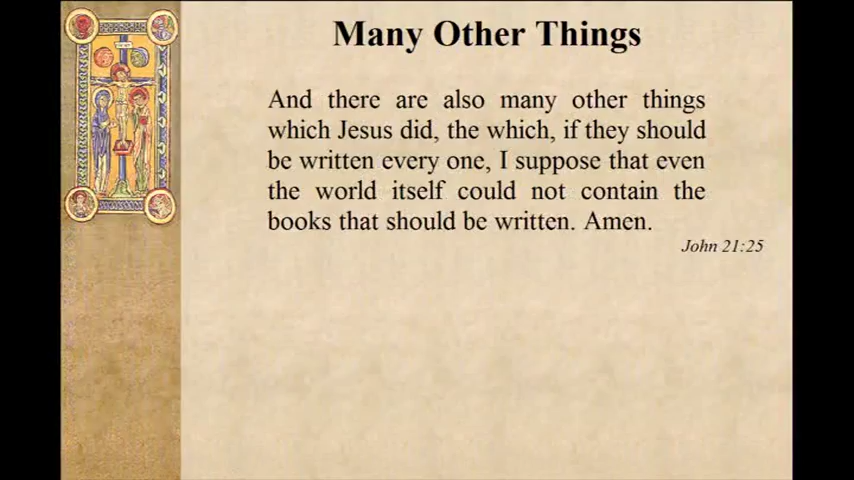 Many Other Things
And there are also many other things
which Jesus did, the which, if they should
be written every one, I suppose that even
the world itself could not contain the
books that should be written. Amen.
John 21:25